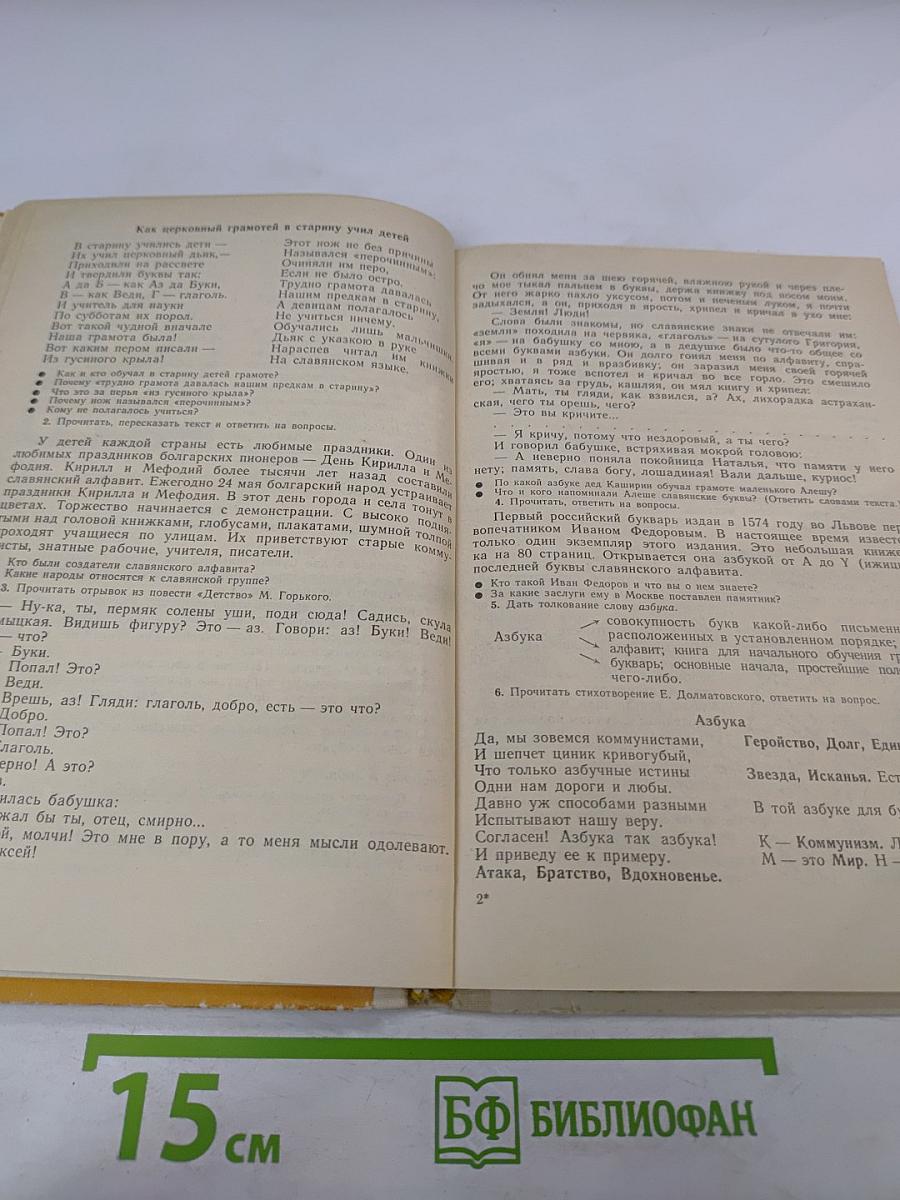 Как церковный грамотей в старину учил детей
В старину учились дети —
Их учил церковный дьяк,—
Приходили на рассвете
И твердили буквы так:
А да Б — как Аз да Буки,
В — как Веди, Г — глаголь.
И учитель для науки
По субботам их порол.
Вот такой чудной вначале
Наша грамота была!
Вот каким пером писали —
Из гусиного крыла!
Этот нож не без причины
Назывался «перочинным»:
Очиняли им перо,
Если не было остро.
Трудно грамота давалась
Нашим предкам в старину,
А девицам полагалось
Не учиться ничему.
Обучались лишь мальчишки
Дьяк с указкою в руке
Нараспев читал им книжки
На славянском языке.
Как и кто обучал в старину детей грамоте?
Почему «трудно грамота давалась нашим предкам в старину»?
Что это за перья «из гусиного крыла»?
Почему нож назывался «перочинным»?
Кому не полагалось учиться?
2. Прочитать, пересказать текст и ответить на вопросы.
У детей каждой страны есть любимые праздники. Один из
любимых праздников болгарских пионеров — День Кирилла и Ме-
фодия. Кирилл и Мефодий более тысячи лет назад составили
славянский алфавит. Ежегодно 24 мая болгарский народ устраивает
праздники Кирилла и Мефодия. В этот день города и села тонут в
цветах. Торжество начинается с демонстрации. С высоко подня-
тыми над головой книжками, глобусами, плакатами, шумной толпой
проходят учащиеся по улицам. Их приветствуют старые комму-
исты, знатные рабочие, учителя, писатели.
Кто были создатели славянского алфавита?
Какие народы относятся к славянской группе?
3. Прочитать отрывок из повести «Детство» М. Горького.
— Ну-ка, ты, пермяк солены уши, поди сюда! Садись, скула
мыцкая. Видишь фигуру? Это — аз. Говори: аз! Буки! Веди!
— что?
— Буки.
Попал! Это?
Веди.
Врешь, аз! Гляди: глаголь, добро, есть — это что?
Добро.
Попал! Это?
Глаголь.
ерно! А это?
з.
илась бабушка:
жал бы ты, отец, смирно...
й, молчи! Это мне в пору, а то меня мысли одолевают.
ксей!
Он обнял меня за шею горячей, влажною рукой и через пле-
чо мое тыкал пальцем в буквы, держа книжку под носом моим.
От него жарко пахло уксусом, потом и печеным луком, я почти
задыхался, а он, приходя в ярость, хрипел и кричал в ухо мне:
— Земля! Люди!
Слова были знакомы, но славянские знаки не отвечали им:
«земля» походила на червяка, «глаголь» — на сутулого Григория,
«я» — на бабушку со мною, а в дедушке было что-то общее со
всеми буквами азбуки. Он долго гонял меня по алфавиту, спра-
шивая и в ряд и вразбивку; он заразил меня своей горячей
яростью, я тоже вспотел и кричал во все горло. Это смешило
его; хватаясь за грудь, кашляя, он мял книгу и хрипел:
— Мать, ты гляди, как взвился, а? Ах, лихорадка астрахан-
ская, чего ты орешь, чего?
— Это вы кричите...
. . . . . . . . . . . . . . . . . . . .
— Я кричу, потому что нездоровый, а ты чего?
И говорил бабушке, встряхивая мокрой головою:
— А неверно поняла покойница Наталья, что памяти у него
нету; память, слава богу, лошадиная! Вали дальше, курнос!
По какой азбуке дед Каширин обучал грамоте маленького Алешу?
Что и кого напоминали Алеше славянские буквы? (Ответить словами текста.)
4. Прочитать, ответить на вопросы.
Первый российский букварь издан в 1574 году во Львове пер
вопечатником Иваном Федоровым. В настоящее время известе
только один экземпляр этого издания. Это небольшая книже
ка на 80 страниц. Открывается она азбукой от А до Y (ижиц
последней буквы славянского алфавита.
Кто такой Иван Федоров и что вы о нем знаете?
За какие заслуги ему в Москве поставлен памятник?
5. Дать толкование слову азбука.
Азбука
совокупность букв какой-либо письменн
расположенных в установленном порядке;
алфавит; книга для начального обучения гр
букварь; основные начала, простейшие поло
чего-либо.
6. Прочитать стихотворение Е. Долматовского, ответить на вопрос.
Азбука
Да, мы зовемся коммунистами,
И шепчет циник кривогубый,
Что только азбучные истины
Одни нам дороги и любы.
Давно уж способами разными
Испытывают нашу веру.
Согласен! Азбука так азбука!
И приведу ее к примеру.
Атака, Братство, Вдохновенье.
Геройство, Долг, Един
Звезда, Исканья. Ест
В той азбуке для бу
К — Коммунизм. Л
М — это Мир. Н —
2*
15 см
БФ БИБЛИОФАН